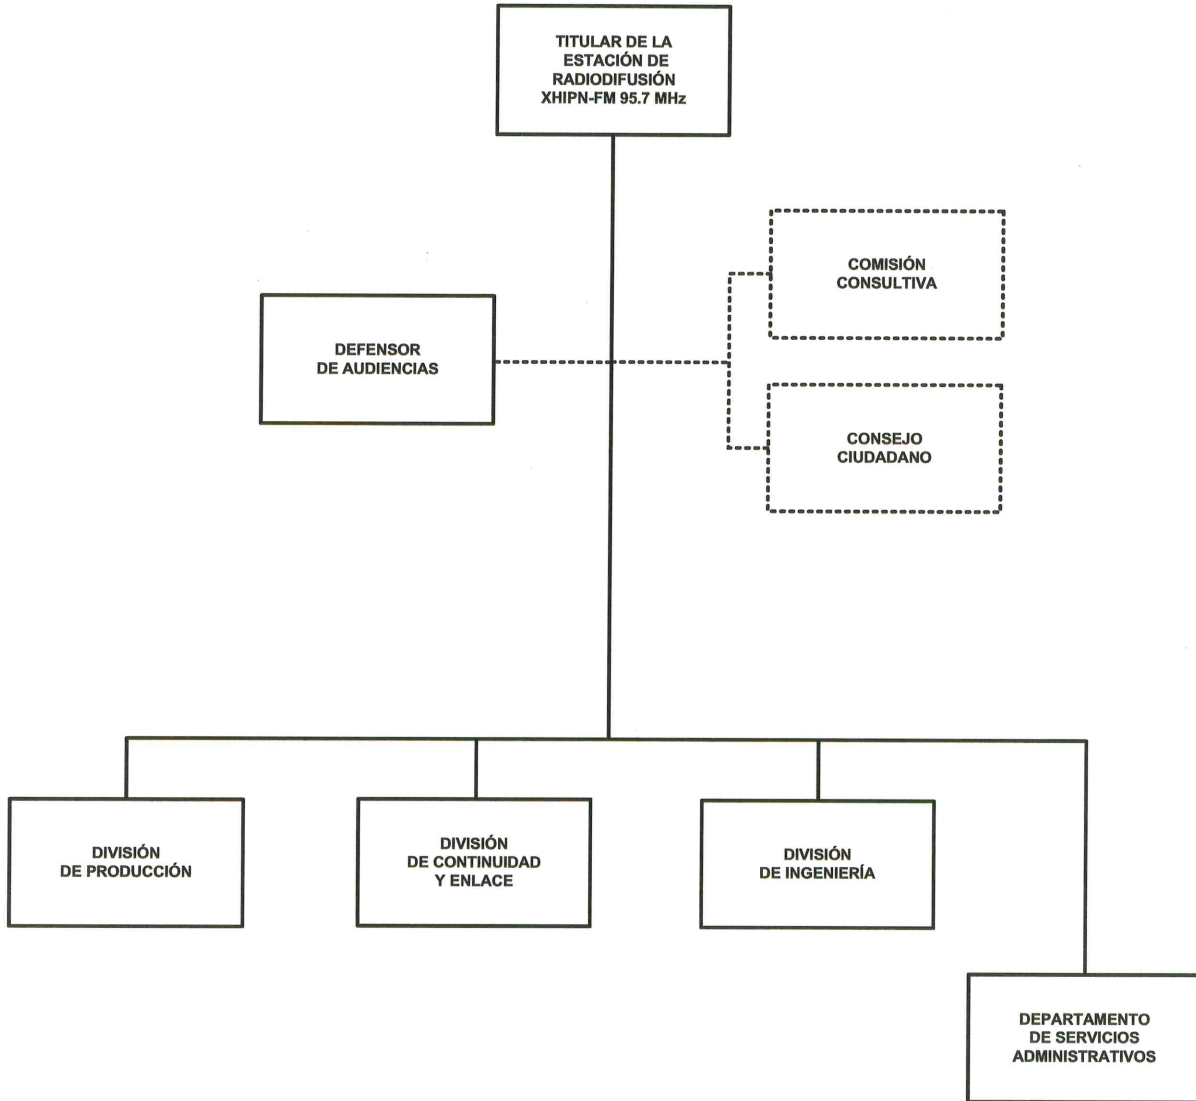 TITULAR DE LA
ESTACIÓN DE
RADIODIFUSIÓN
XHIPN-FM 95.7 MHz
COMISIÓN
CONSULTIVA
DEFENSOR
DE AUDIENCIAS
CONSEJO
CIUDADANO
DIVISIÓN
DE PRODUCCIÓN
DIVISIÓN
DE CONTINUIDAD
Y ENLACE
DIVISIÓN
DE INGENIERÍA
DEPARTAMENTO
DE SERVICIOS
ADMINISTRATIVOS